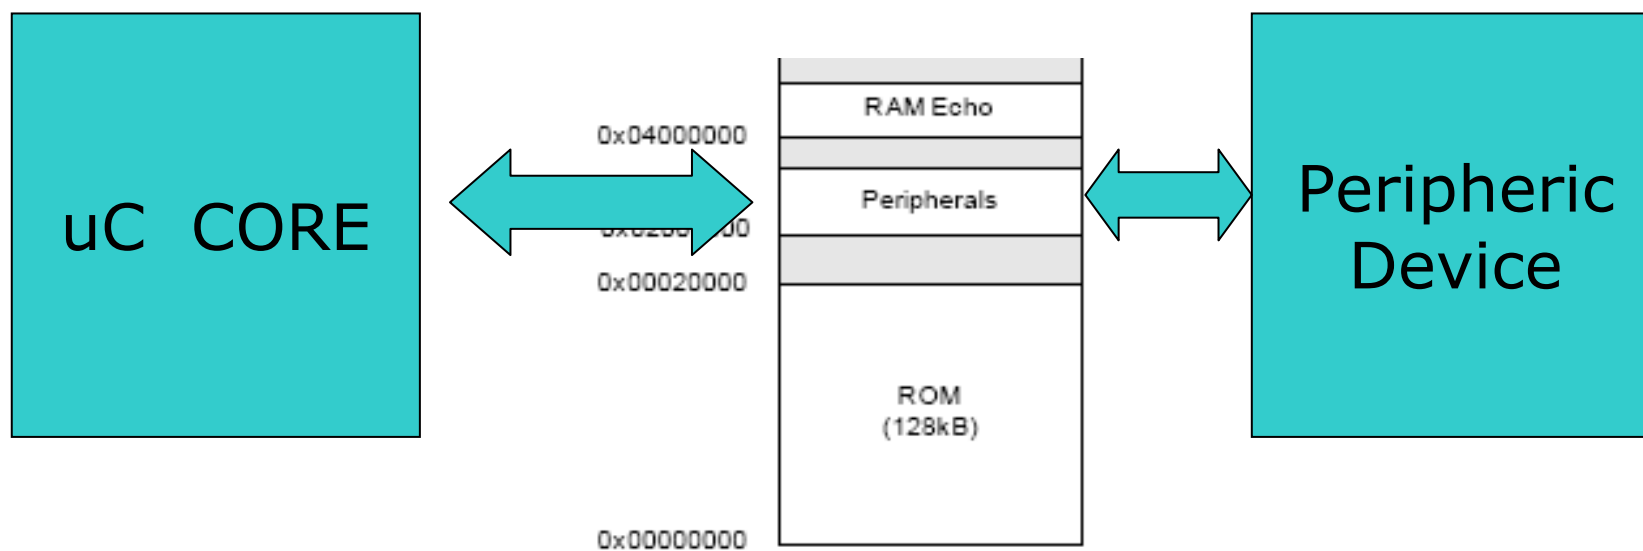 uC CORE
RAM Echo
0x04000000
Peripherals
0x00020000
ROM
(128kB)
0x00000000
Peripheric
Device